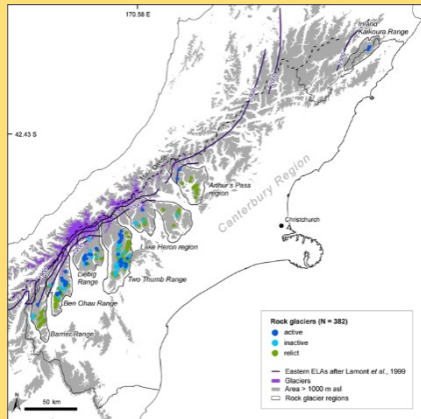 170.58 E
Inland
Kaikoura Range
42.43 S
Arthur's Pass
region
Canterbury Region
Christchurch
Lake Heron region
Liebig
Range
Two Thumb Range
Ben Ohau Range
Barrier Range
Rock glaciers (N = 382)
active
inactive
relict
Eastern ELAs after Lamont et al., 1999
Glaciers
Area > 1000 m asl
Rock glacier regions
N
50 km